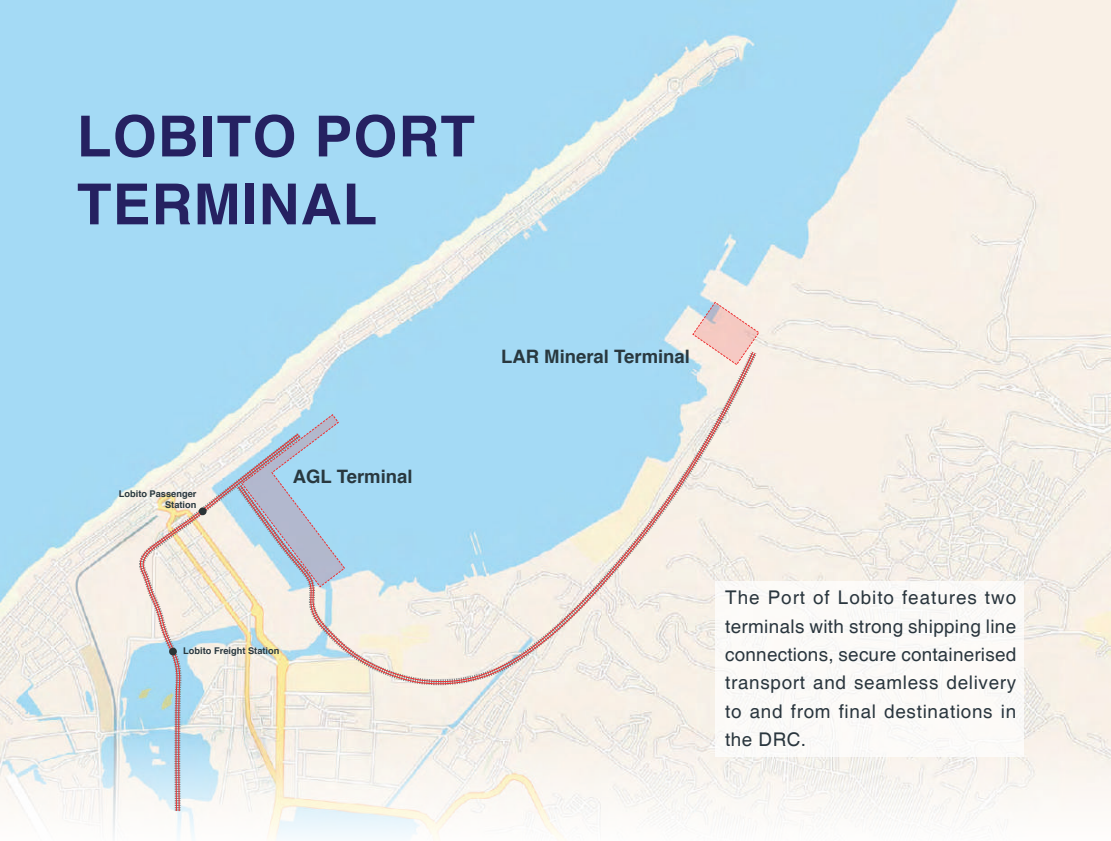 LOBITO PORT
TERMINAL
LAR Mineral Terminal
AGL Terminal
Lobito Passenger
Station
Lobito Freight Station
The Port of Lobito features two
terminals with strong shipping line
connections, secure containerised
transport and seamless delivery
to and from final destinations in
the DRC.